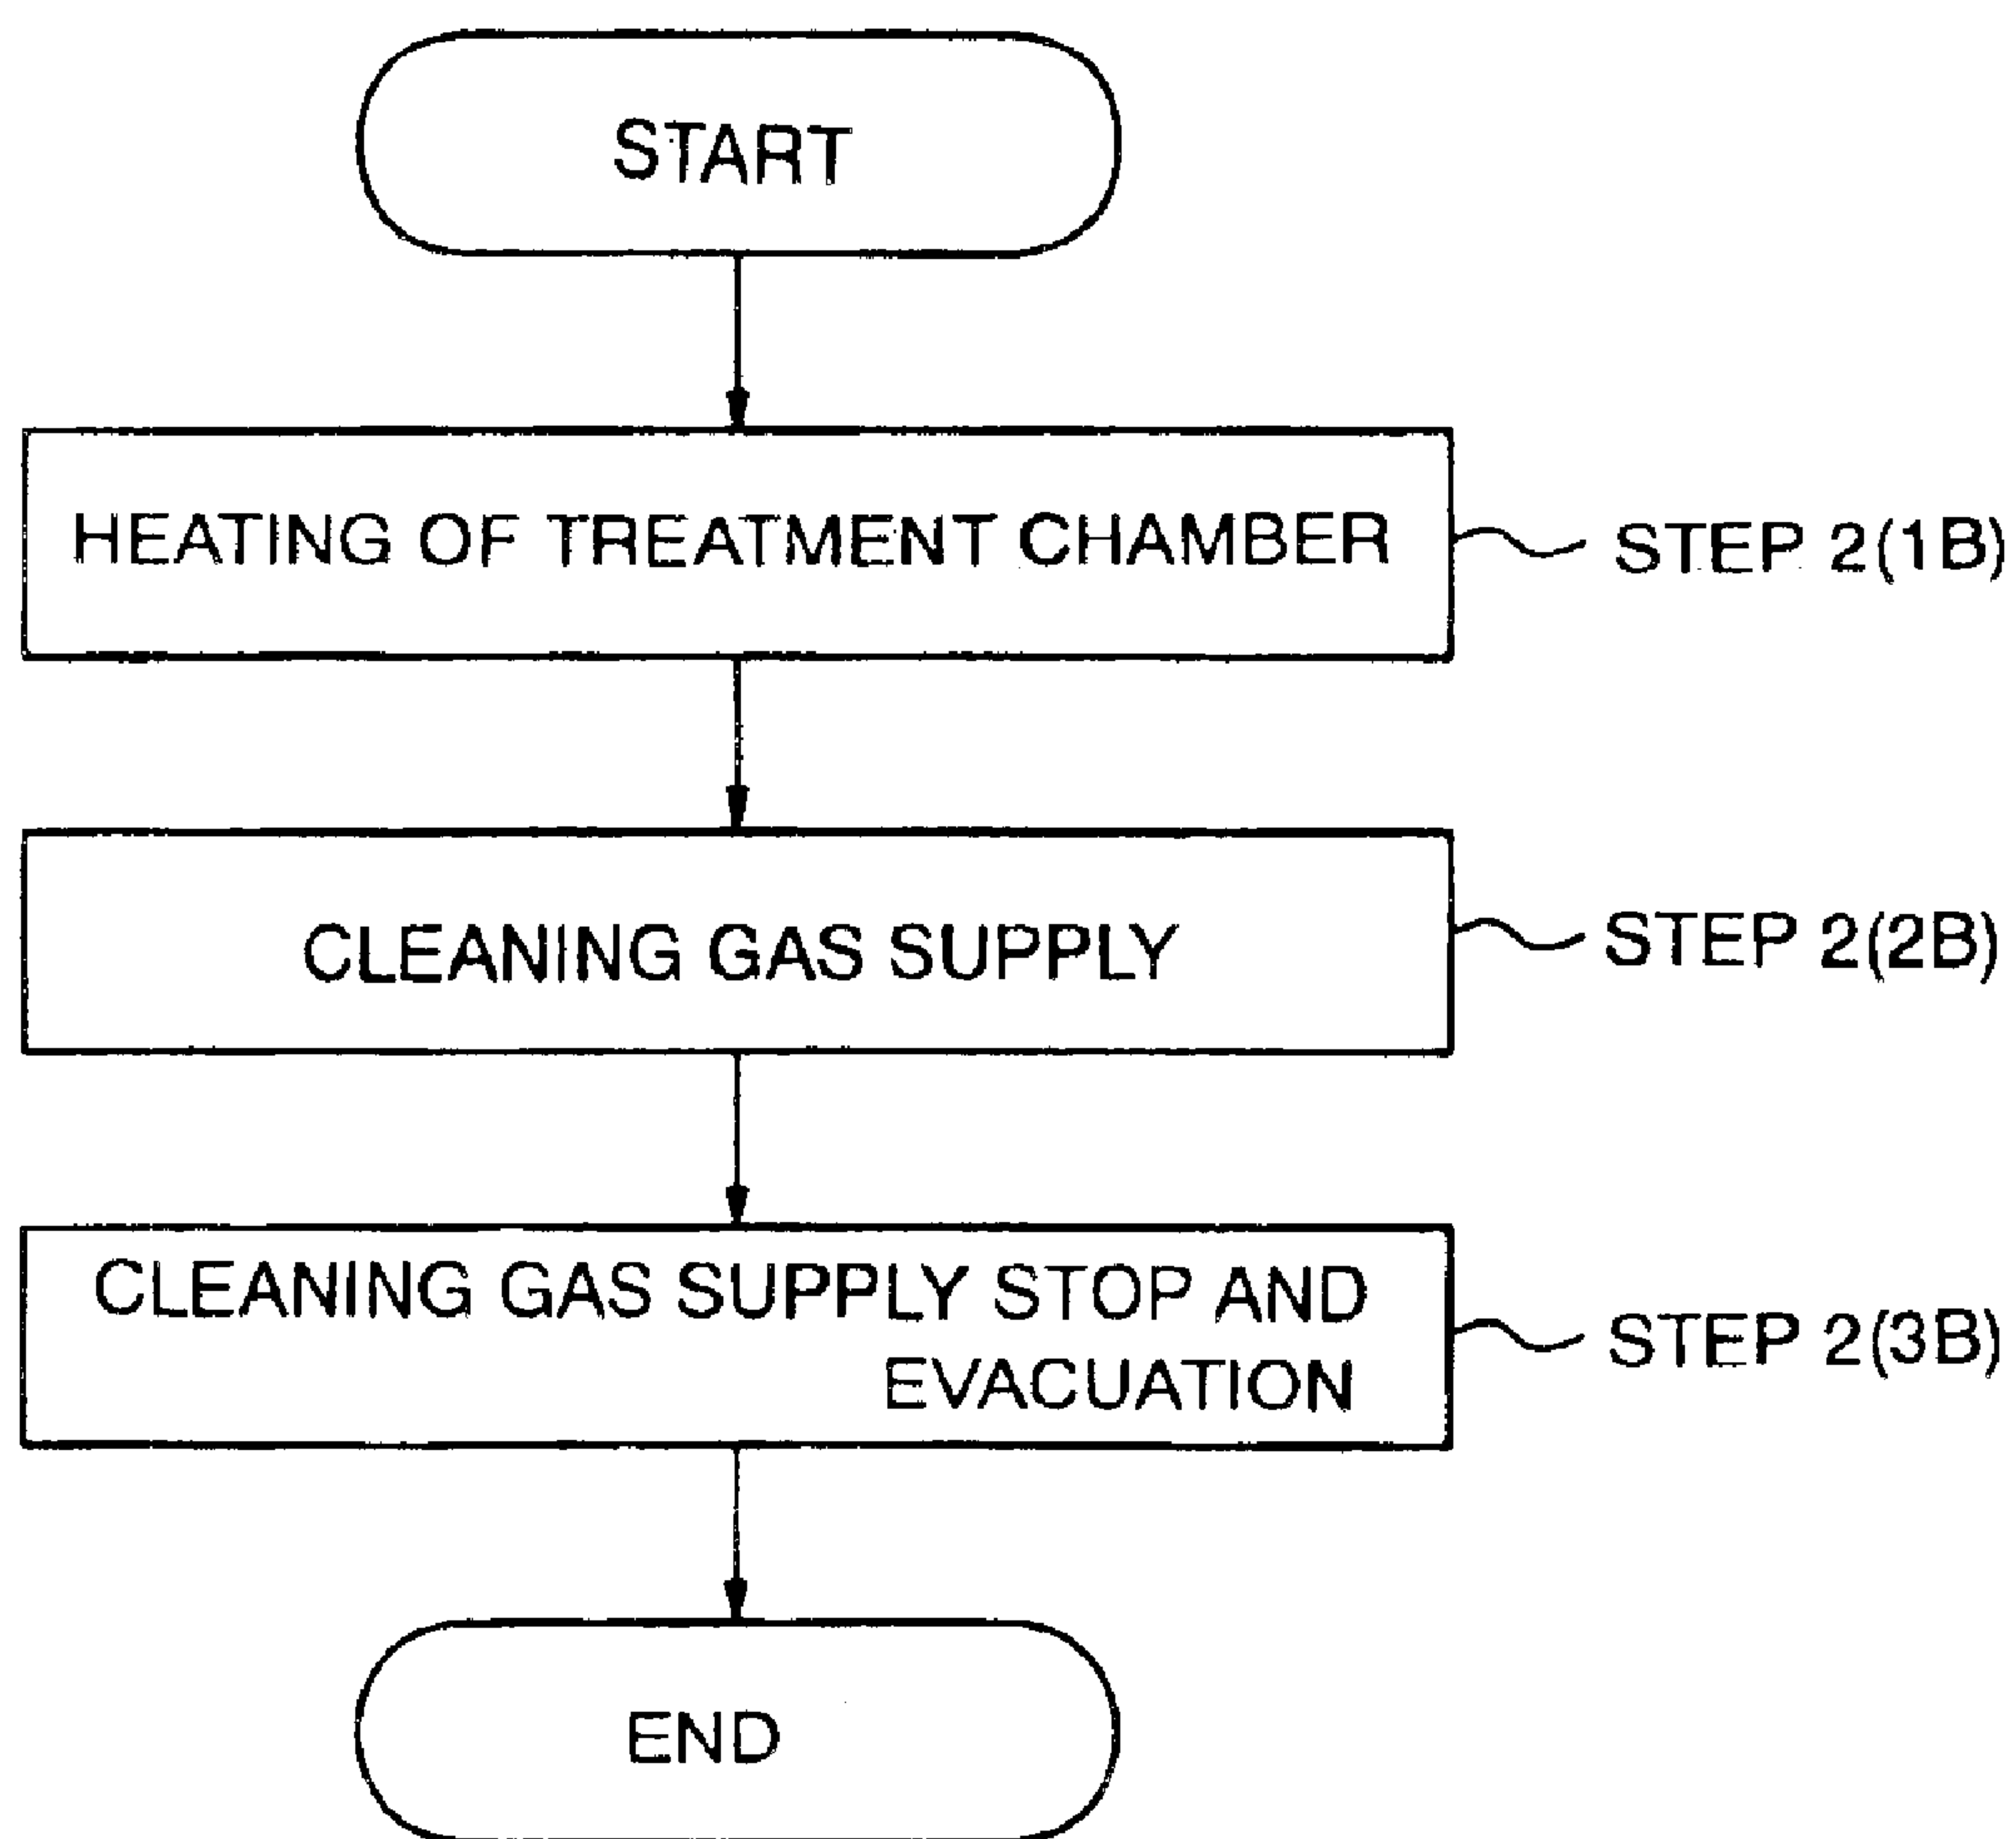 START
HEATING OF TREATMENT CHAMBER
STEP 2(1B)
CLEANING GAS SUPPLY
STEP 2(2B)
CLEANING GAS SUPPLY STOP AND
EVACUATION
STEP 2(3B)
END